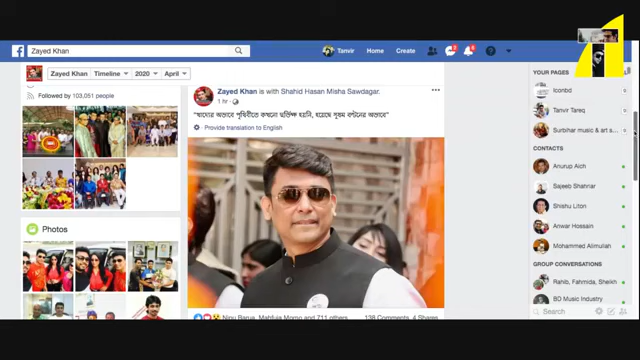 Zayed Khan
Tanvir Home Create
Zayed Khan Timeline 2020 April
Followed by 103,051 people
Zayed Khan is with Shahid Hasan Misha Sawdagar.
1 hr
"খাদ্যের অভাবে পৃথিবীতে কখনো দুর্ভিক্ষ হয়নি, হয়েছে সুষম বণ্টনের অভাবে"
Provide translation to English
Photos
Nipu Barua, Mahfuja Momo and 711 others
138 Comments 4 Shares
YOUR PAGES
Iconbd
Tanvir Tareq
Surbihar music & art s...
CONTACTS
Anurup Aich
Sajeeb Shahriar
Shishu Liton
Anwar Hossain
Mohammed Alimullah
GROUP CONVERSATIONS
Rahib, Fahmida, Sheikh
BD Music Industry
Search